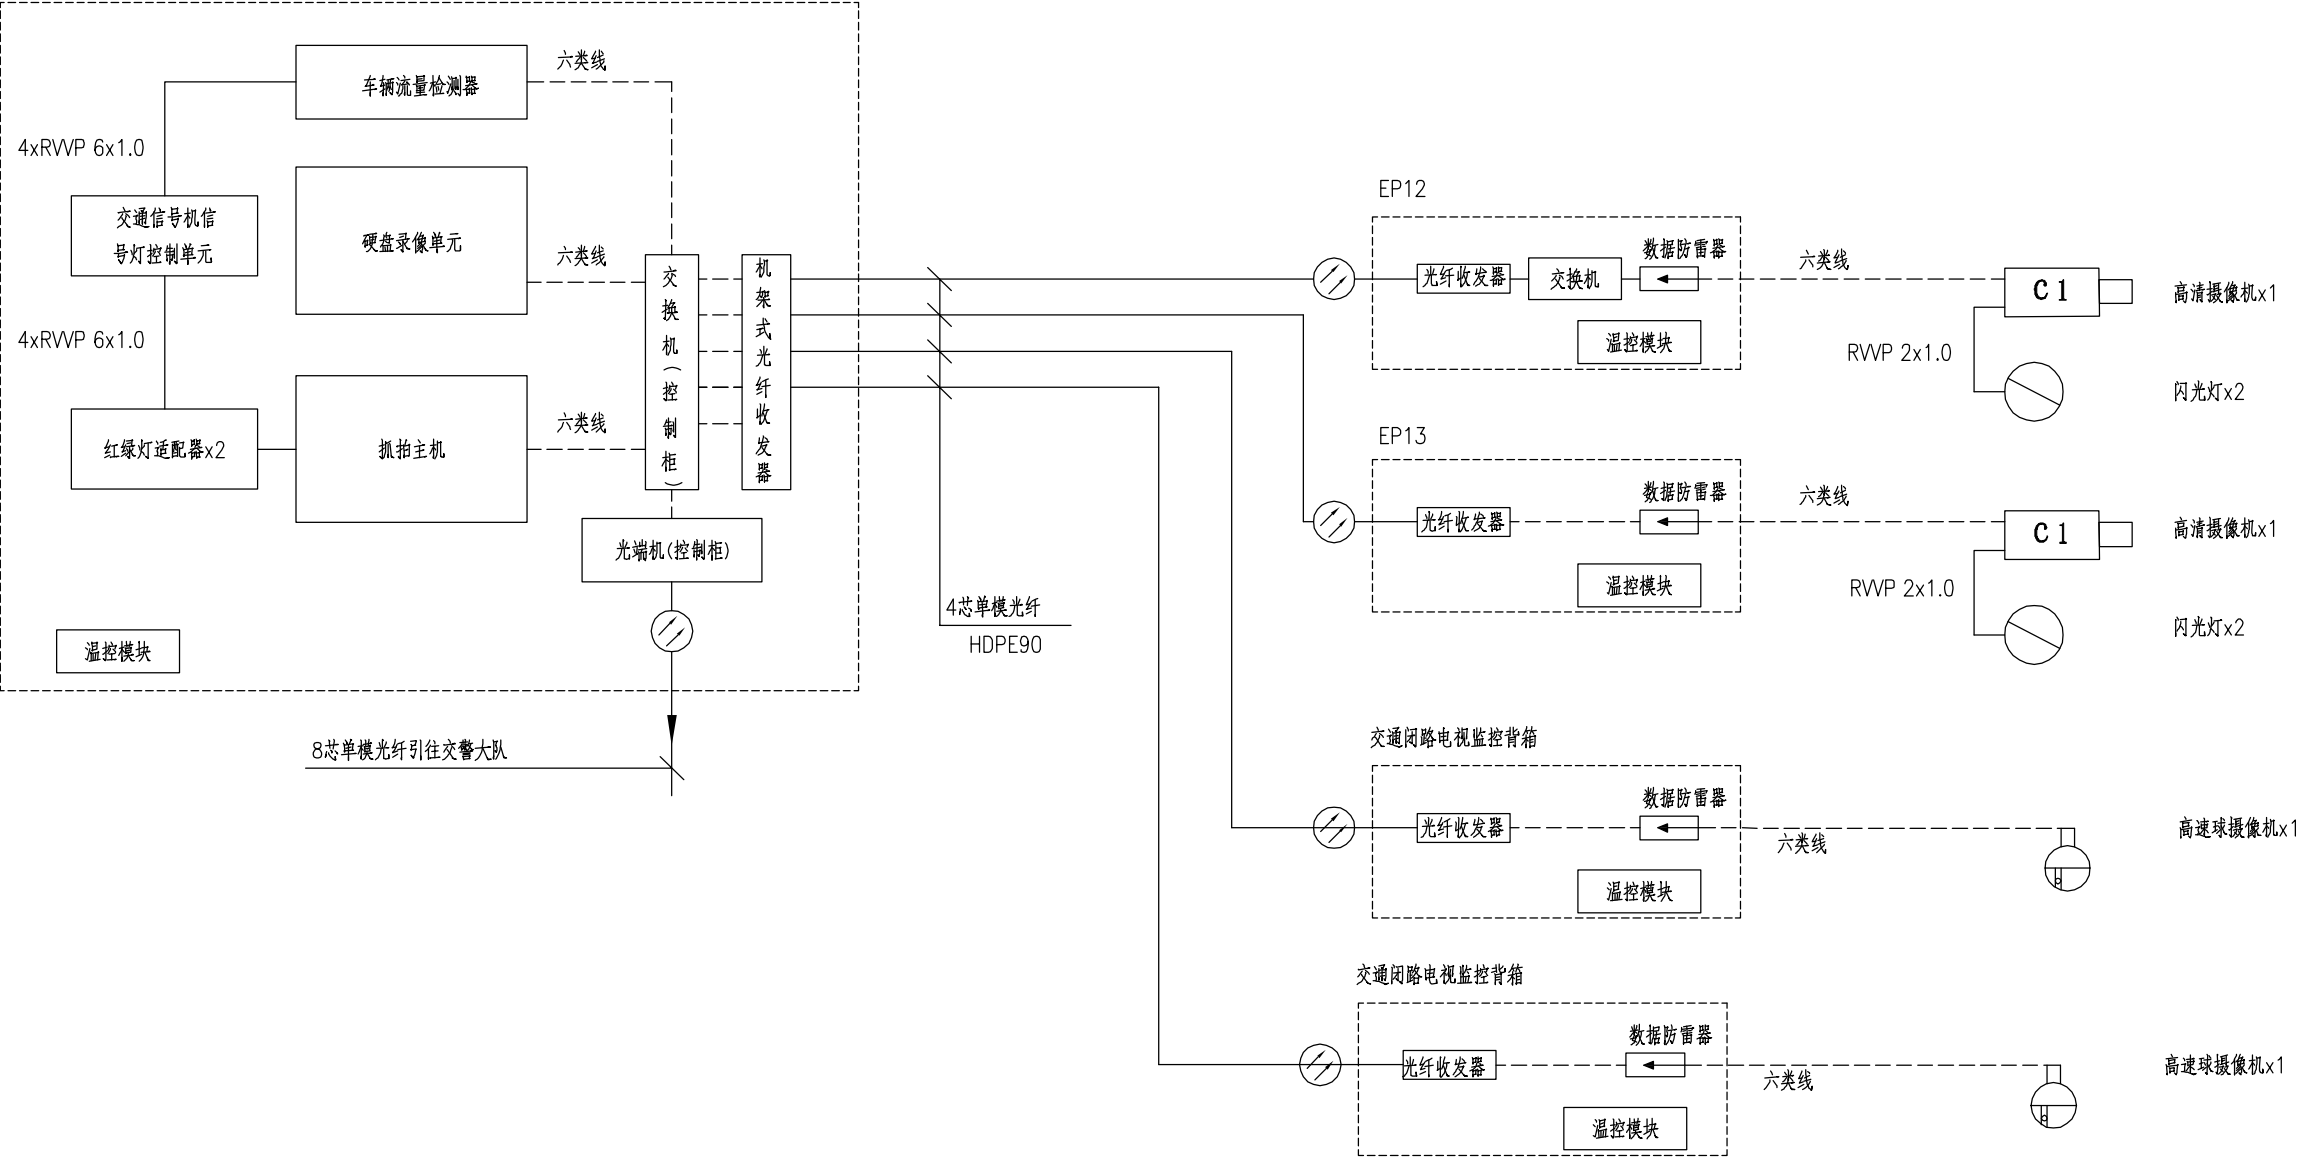 六类线
车辆流量检测器
4xRVVP 6x1.0
交通信号机信
号灯控制单元
硬盘录像单元
六类线
4xRVVP 6x1.0
红绿灯适配器x2
抓拍主机
六类线
交换机(控制柜)
机架式光纤收发器
光端机(控制柜)
温控模块
8芯单模光纤引往交警大队
4芯单模光纤
HDPE90
EP12
数据防雷器
光纤收发器
交换机
温控模块
六类线
C1
高清摄像机x1
RVVP 2x1.0
闪光灯x2
EP13
数据防雷器
光纤收发器
温控模块
六类线
C1
高清摄像机x1
RVVP 2x1.0
闪光灯x2
交通闭路电视监控背箱
数据防雷器
光纤收发器
温控模块
六类线
高速球摄像机x1
交通闭路电视监控背箱
数据防雷器
光纤收发器
温控模块
六类线
高速球摄像机x1